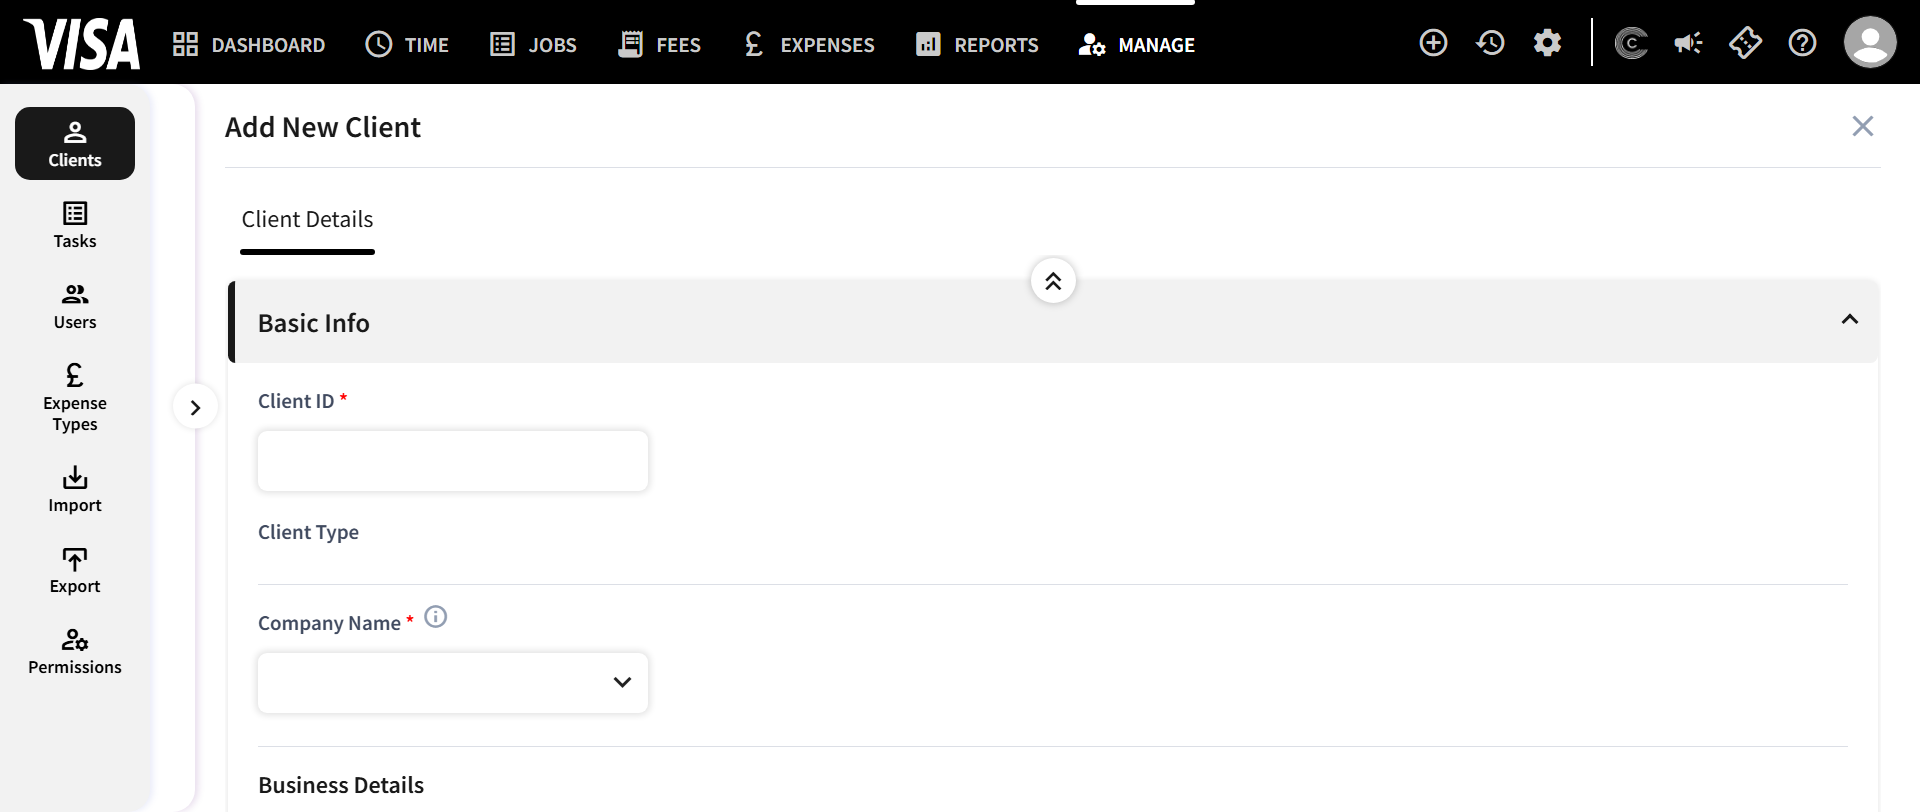 VISA
DASHBOARD
TIME
JOBS
FEES
EXPENSES
REPORTS
MANAGE
Clients
Tasks
Users
Expense
Types
Import
Export
Permissions
Add New Client
Client Details
Basic Info
Client ID *
Client Type
Company Name *
Business Details